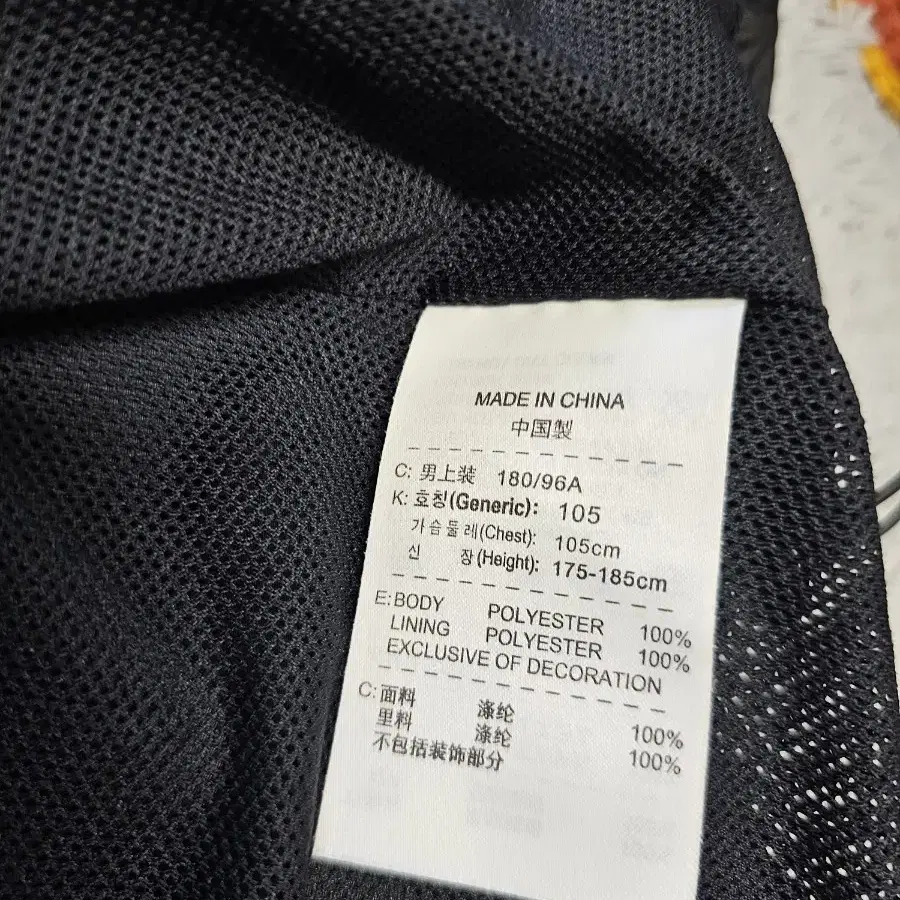 MADE IN CHINA
中国製
C: 男上装 180/96A
K: 호칭(Generic): 105
가슴둘레(Chest): 105cm
신 장(Height): 175-185cm
E:BODY POLYESTER 100%
LINING POLYESTER 100%
EXCLUSIVE OF DECORATION
C:面料 涤纶 100%
里料 涤纶 100%
不包括装饰部分